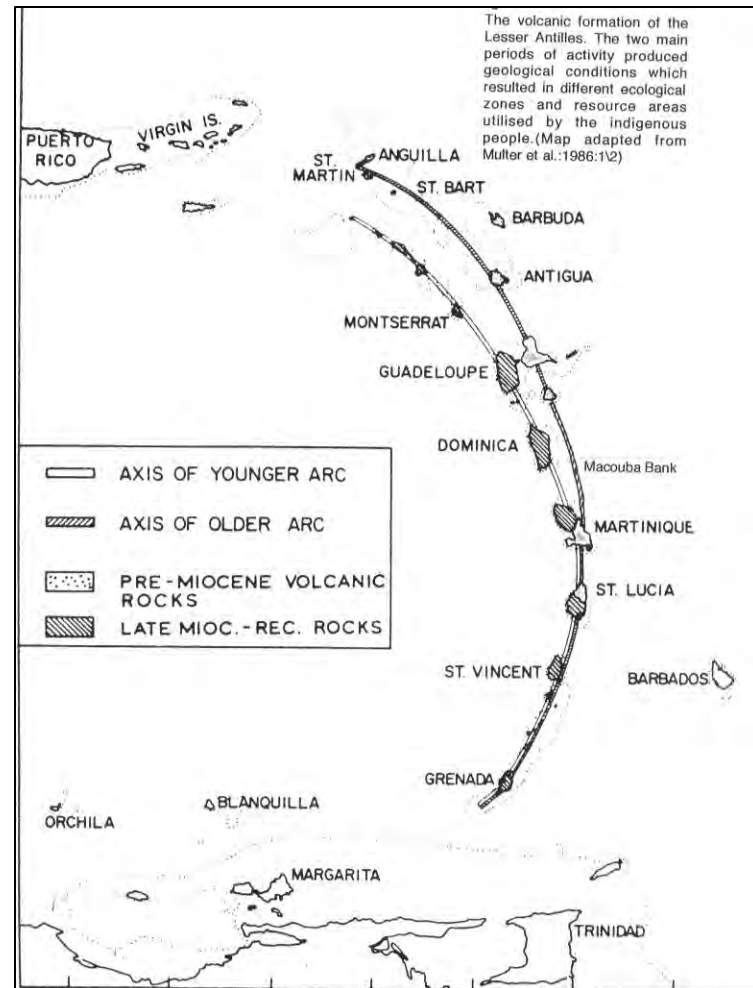 The volcanic formation of the
Lesser Antilles. The two main
periods of activity produced
geological conditions which
resulted in different ecological
zones and resource areas
utilised by the indigenous
people.(Map adapted from
Multer et al.:1986:1\2)
PUERTO
RICO
VIRGIN IS.
ANGUILLA
ST.
MARTIN
ST. BART
BARBUDA
ANTIGUA
MONTSERRAT
GUADELOUPE
DOMINICA
Macouba Bank
AXIS OF YOUNGER ARC
AXIS OF OLDER ARC
PRE-MIOCENE VOLCANIC
ROCKS
LATE MIOC.-REC. ROCKS
MARTINIQUE
ST. LUCIA
ST. VINCENT
BARBADOS
GRENADA
ORCHILA
BLANQUILLA
MARGARITA
TRINIDAD